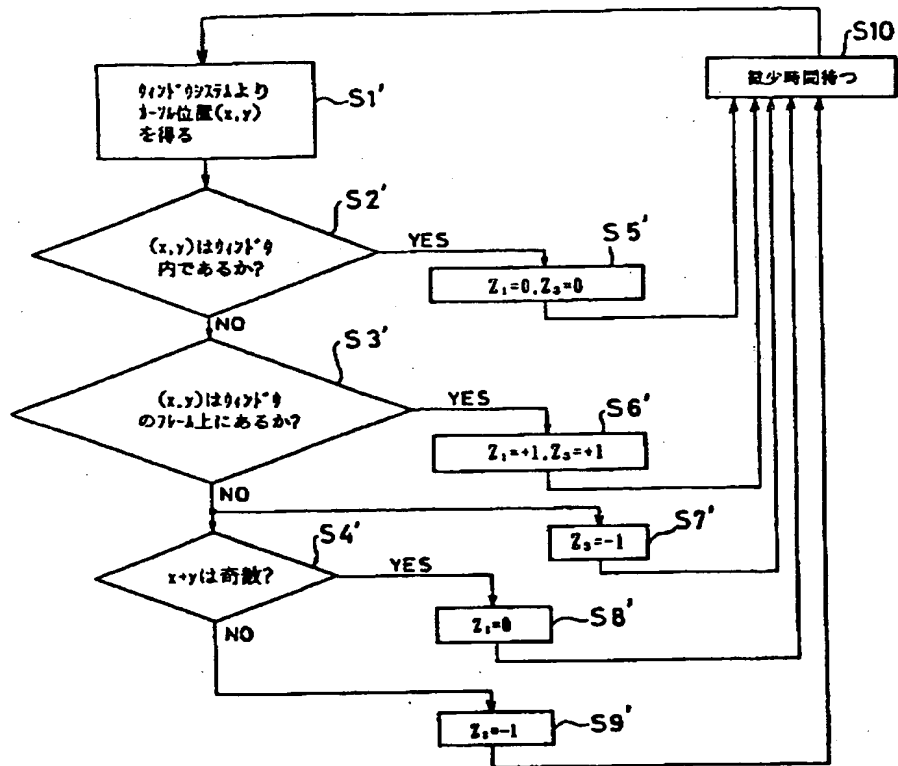 S10
微少時間待つ
ウィンドウシステムより
カーソル位置(x,y)
を得る
S1'
S2'
(x,y)はウィンドウ
内であるか?
YES
S5'
Z₁=0,Z₃=0
NO
S3'
(x,y)はウィンドウ
のフレーム上にあるか?
YES
S6'
Z₁=+1,Z₃=+1
NO
S7'
Z₃=-1
S4'
x+yは奇数?
YES
S8'
Z₁=0
NO
S9'
Z₁=-1